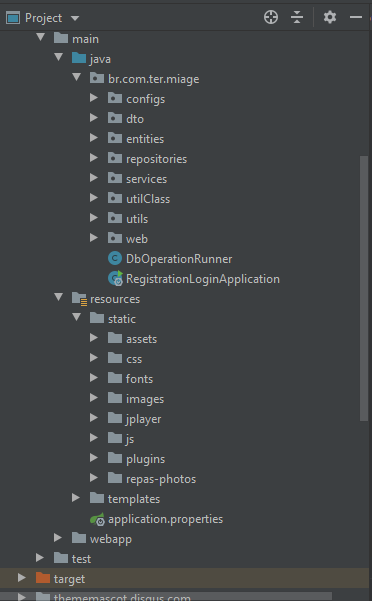 Project
main
java
br.com.ter.miage
configs
dto
entities
repositories
services
utilClass
utils
web
DbOperationRunner
RegistrationLoginApplication
resources
static
assets
css
fonts
images
jplayer
js
plugins
repas-photos
templates
application.properties
webapp
test
target
thememascot.disqus.com